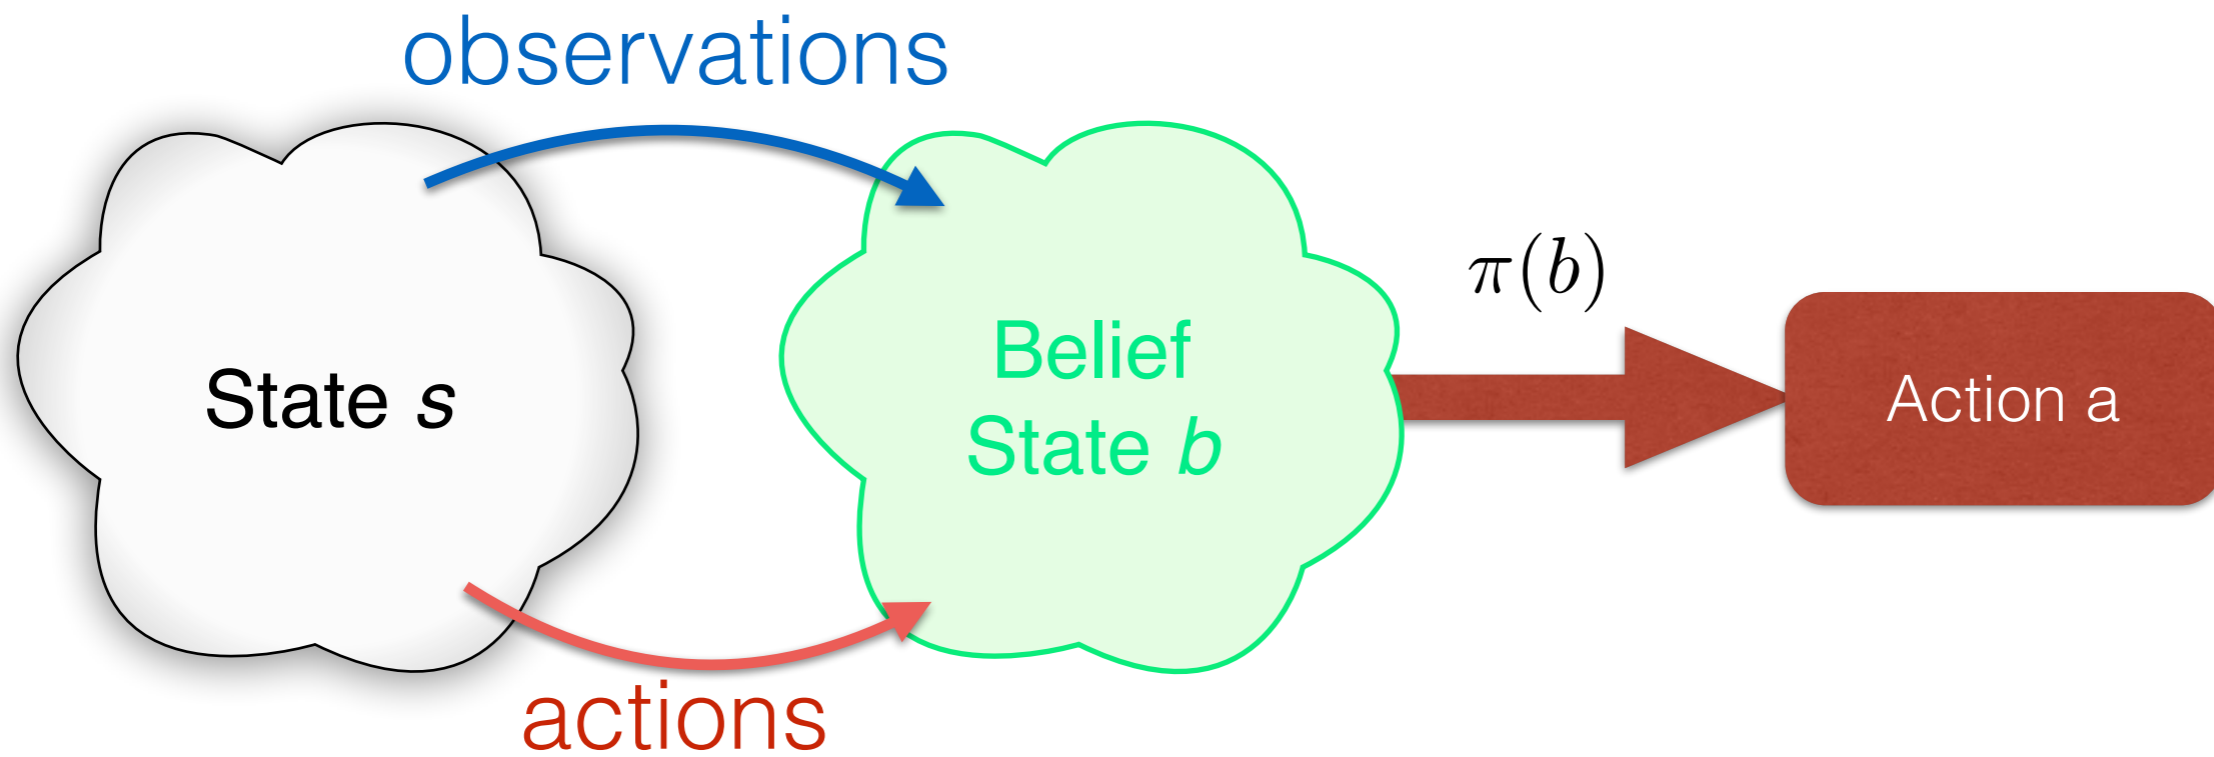 observations
State s
Belief
State b
π(b)
Action a
actions